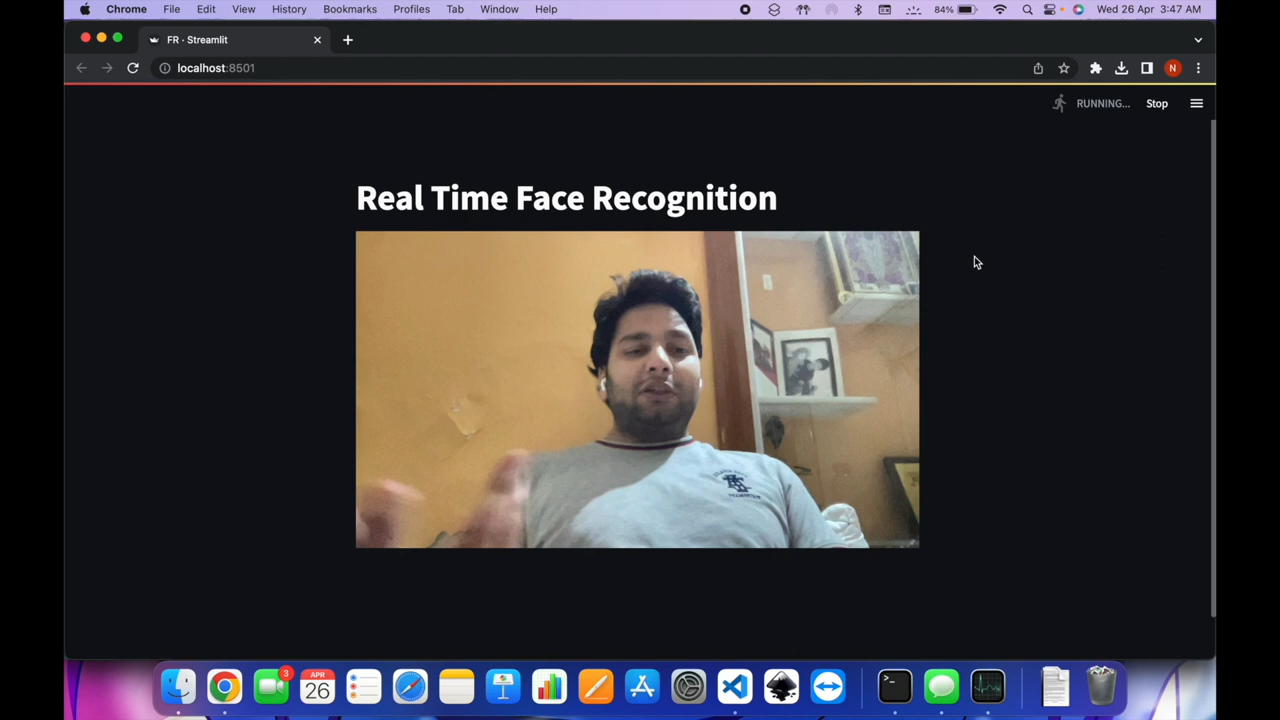 Chrome File Edit View History Bookmarks Profiles Tab Window Help 84% Wed 26 Apr 3:47 AM
FR · Streamlit
localhost:8501
N
RUNNING... Stop
Real Time Face Recognition
3
APR
26
>_